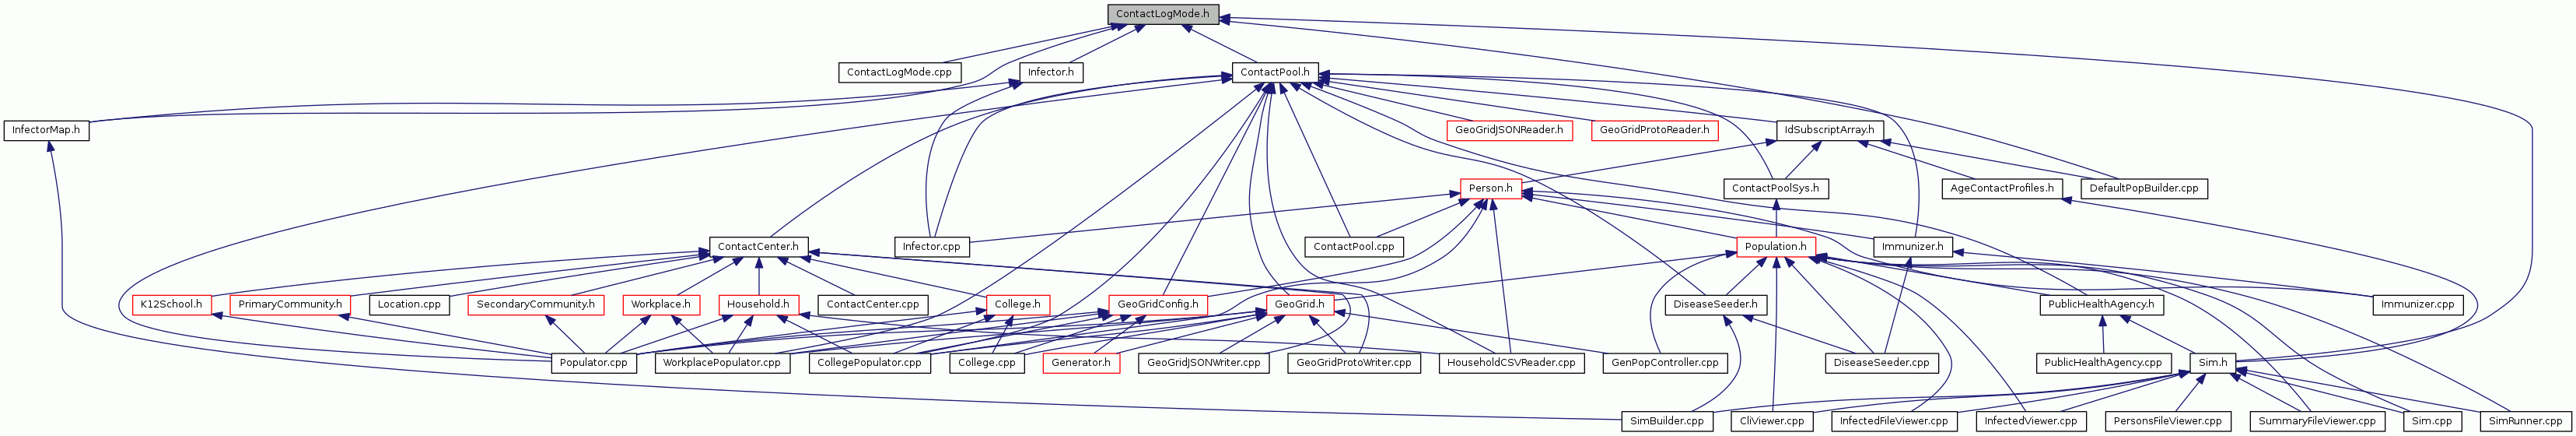 ContactLogMode.h
ContactLogMode.cpp
Infector.h
ContactPool.h
InfectorMap.h
GeoGridJSONReader.h
GeoGridProtoReader.h
IdSubscriptArray.h
Person.h
ContactPoolSys.h
AgeContactProfiles.h
DefaultPopBuilder.cpp
ContactCenter.h
Infector.cpp
ContactPool.cpp
Population.h
Immunizer.h
K12School.h
PrimaryCommunity.h
Location.cpp
SecondaryCommunity.h
Workplace.h
Household.h
ContactCenter.cpp
College.h
GeoGridConfig.h
GeoGrid.h
DiseaseSeeder.h
PublicHealthAgency.h
Immunizer.cpp
Populator.cpp
WorkplacePopulator.cpp
CollegePopulator.cpp
College.cpp
Generator.h
GeoGridJSONWriter.cpp
GeoGridProtoWriter.cpp
HouseholdCSVReader.cpp
GenPopController.cpp
DiseaseSeeder.cpp
PublicHealthAgency.cpp
Sim.h
SimBuilder.cpp
CliViewer.cpp
InfectedFileViewer.cpp
InfectedViewer.cpp
PersonsFileViewer.cpp
SummaryFileViewer.cpp
Sim.cpp
SimRunner.cpp